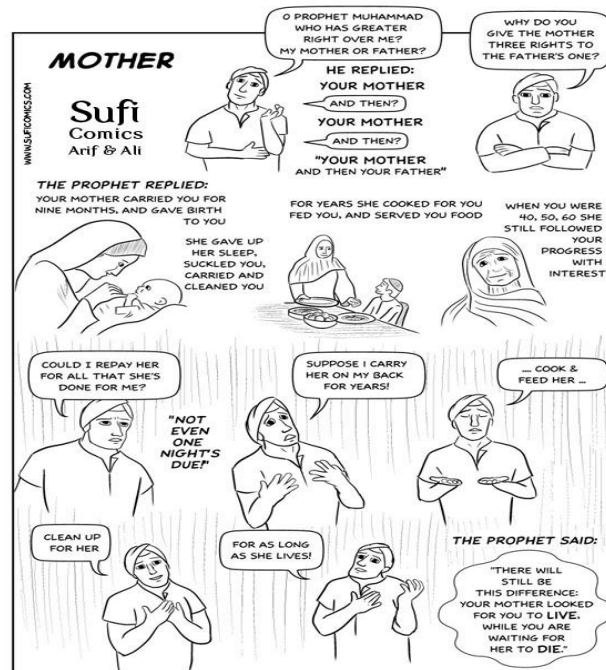 MOTHER
Sufi
Comics
Arif & Ali
WWW.SUFICOMICS.COM
O PROPHET MUHAMMAD
WHO HAS GREATER
RIGHT OVER ME?
MY MOTHER OR FATHER?
HE REPLIED:
YOUR MOTHER
AND THEN?
YOUR MOTHER
AND THEN?
"YOUR MOTHER
AND THEN YOUR FATHER"
WHY DO YOU
GIVE THE MOTHER
THREE RIGHTS TO
THE FATHER'S ONE?
THE PROPHET REPLIED:
YOUR MOTHER CARRIED YOU FOR
NINE MONTHS, AND GAVE BIRTH
TO YOU
SHE GAVE UP
HER SLEEP,
SUCKLED YOU,
CARRIED AND
CLEANED YOU
FOR YEARS SHE COOKED FOR YOU
FED YOU, AND SERVED YOU FOOD
WHEN YOU WERE
40, 50, 60 SHE
STILL FOLLOWED
YOUR
PROGRESS
WITH
INTEREST
COULD I REPAY HER
FOR ALL THAT SHE'S
DONE FOR ME?
"NOT
EVEN
ONE
NIGHT'S
DUE!"
SUPPOSE I CARRY
HER ON MY BACK
FOR YEARS!
.... COOK &
FEED HER ...
CLEAN UP
FOR HER
FOR AS LONG
AS SHE LIVES!
THE PROPHET SAID:
"THERE WILL
STILL BE
THIS DIFFERENCE:
YOUR MOTHER LOOKED
FOR YOU TO LIVE,
WHILE YOU ARE
WAITING FOR
HER TO DIE."